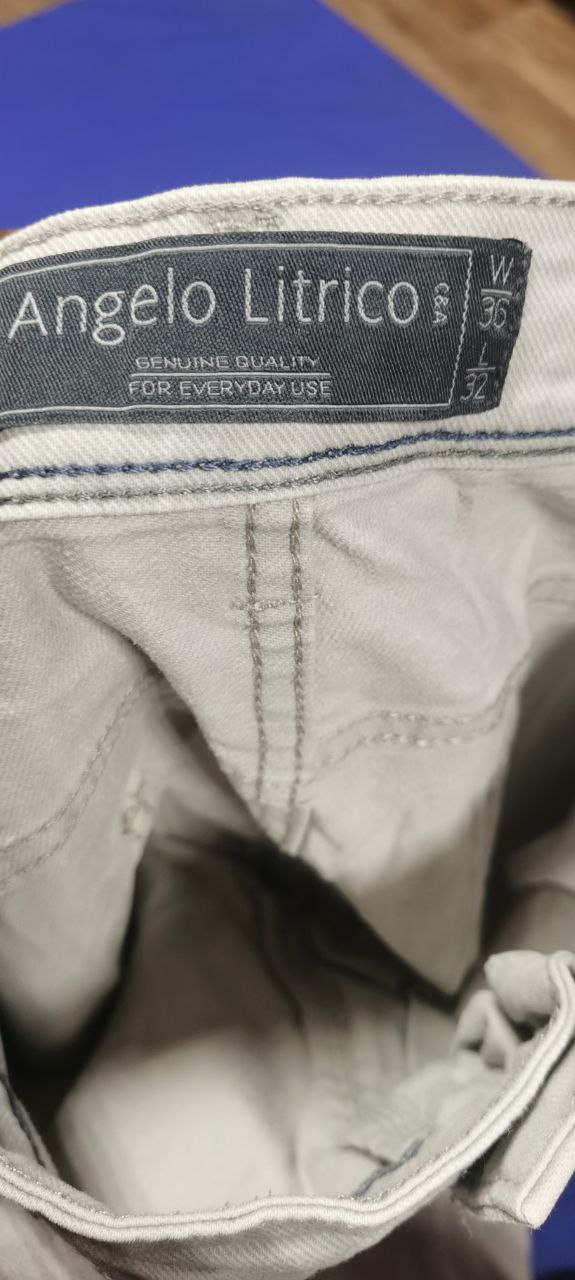 Angelo Litrico C&A
GENUINE QUALITY
FOR EVERYDAY USE
W
36
L
32